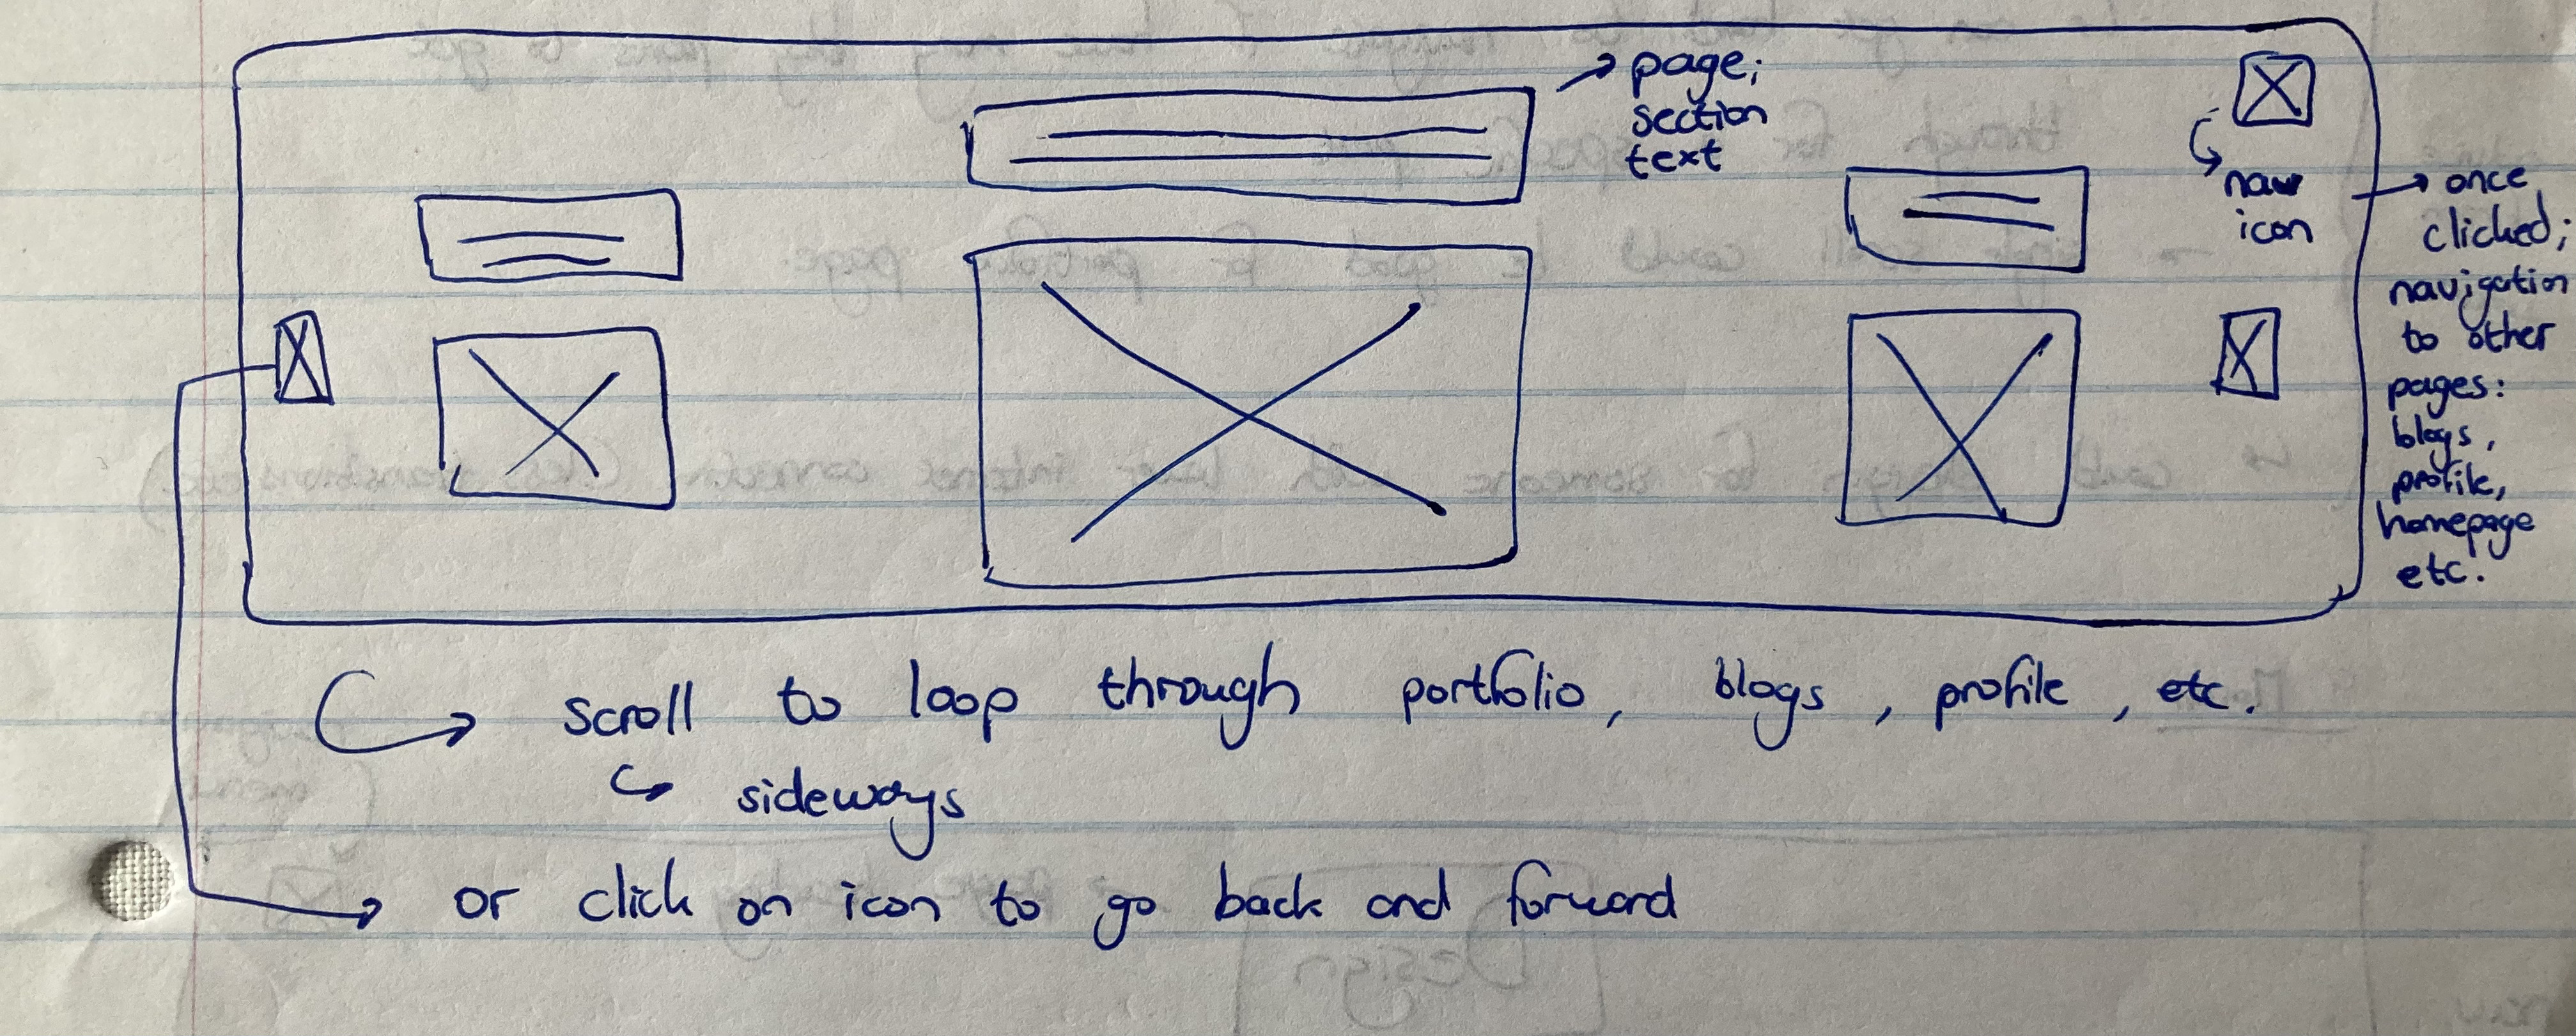 page;
section
text
nav
icon
once
clicked;
navigation
to other
pages:
blogs,
profile,
homepage
etc.
scroll to loop through portfolio, blogs, profile, etc.
sideways
or click on icon to go back and forward
Design